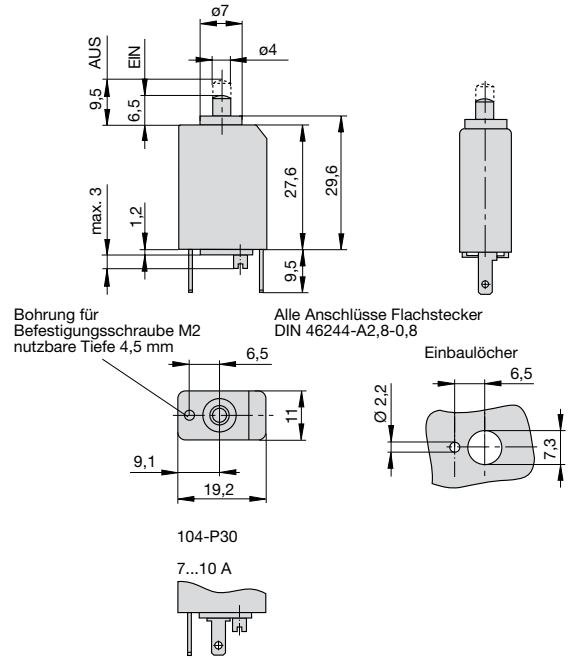 ø7
ø4
AUS
EIN
9,5
6,5
27,6
29,6
max. 3
1,2
9,5
Bohrung für
Befestigungsschraube M2
nutzbare Tiefe 4,5 mm
Alle Anschlüsse Flachstecker
DIN 46244-A2,8-0,8
Einbaulöcher
6,5
6,5
11
Ø 2,2
7,3
9,1
19,2
104-P30
7...10 A